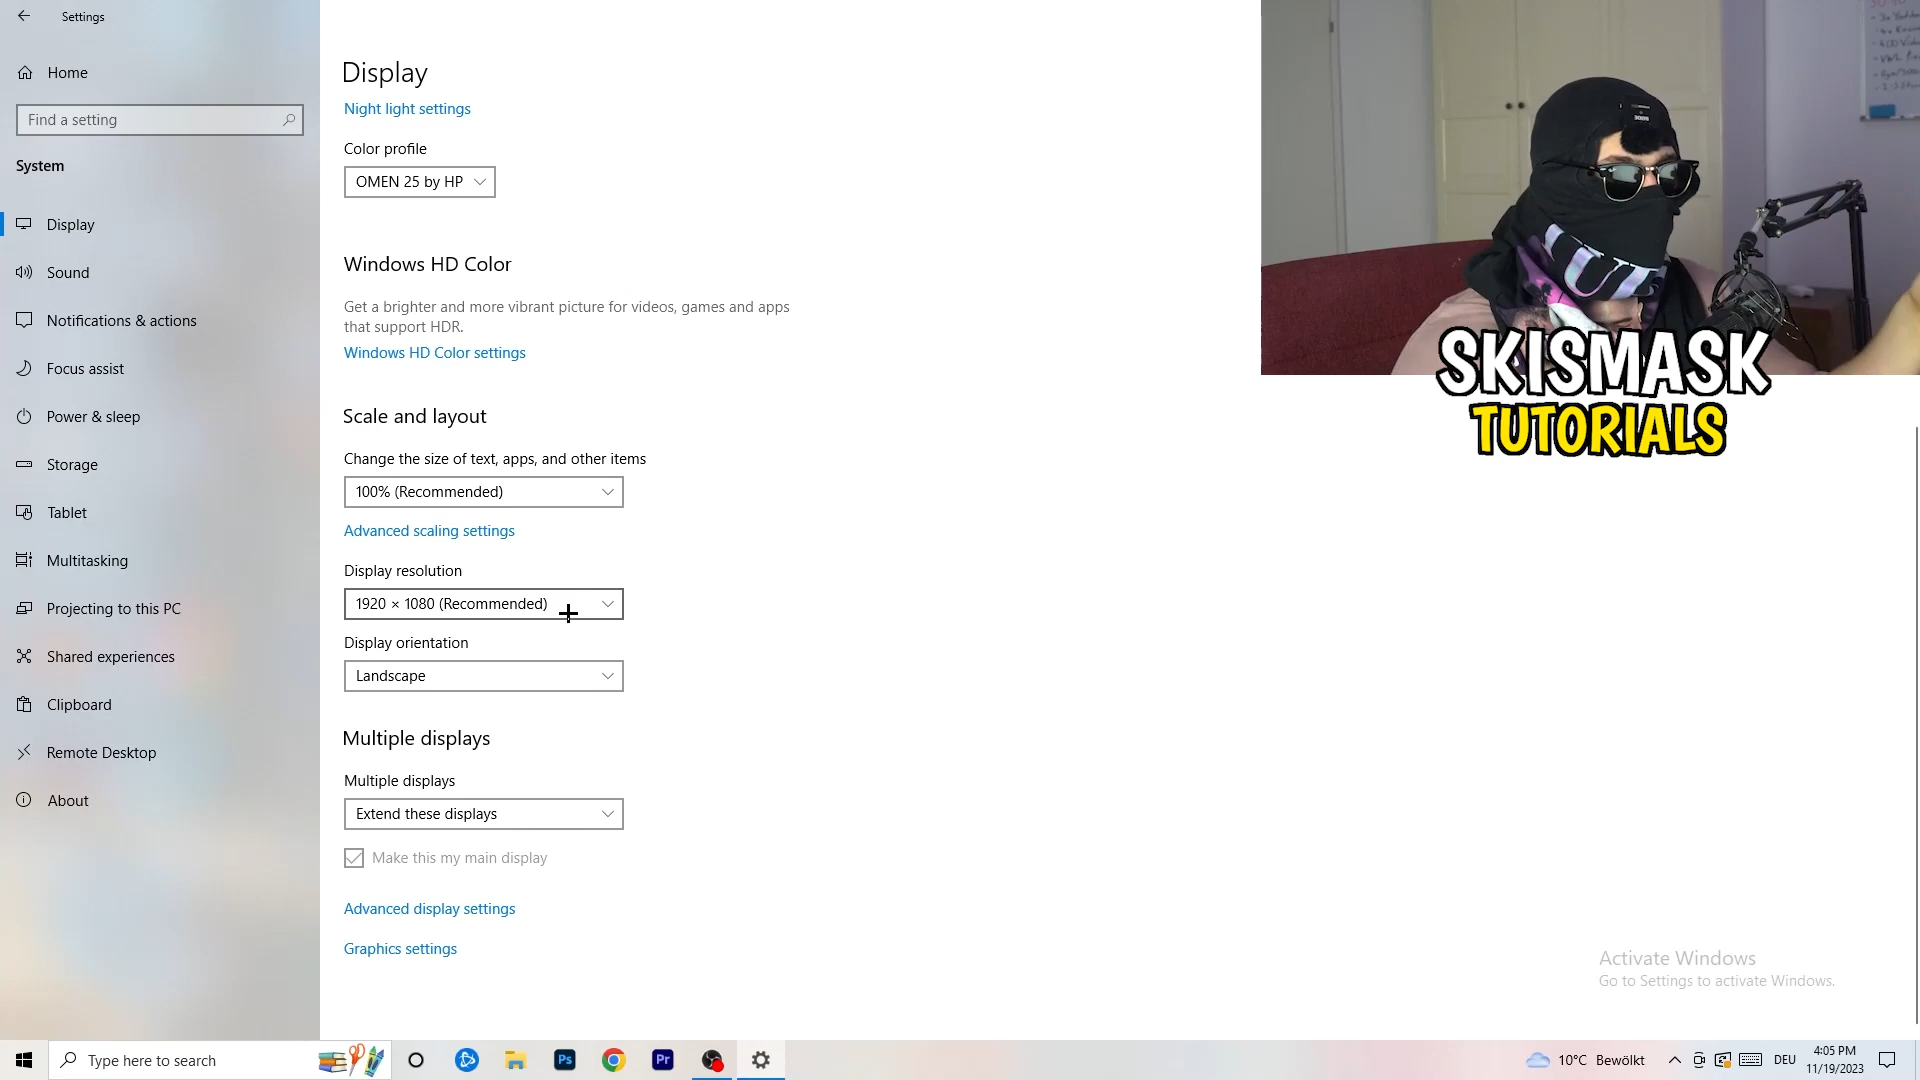 Settings
Home
Find a setting
System
Display
Sound
Notifications & actions
Focus assist
Power & sleep
Storage
Tablet
Multitasking
Projecting to this PC
Shared experiences
Clipboard
Remote Desktop
About
Display
Night light settings
Color profile
OMEN 25 by HP
Windows HD Color
Get a brighter and more vibrant picture for videos, games and apps
that support HDR.
Windows HD Color settings
Scale and layout
Change the size of text, apps, and other items
100% (Recommended)
Advanced scaling settings
Display resolution
1920 × 1080 (Recommended)
Display orientation
Landscape
Multiple displays
Multiple displays
Extend these displays
Make this my main display
Advanced display settings
Graphics settings
SKISMASK
TUTORIALS
Activate Windows
Go to Settings to activate Windows.
Type here to search
Ps
Pr
10°C Bewölkt
DEU
4:05 PM
11/19/2023